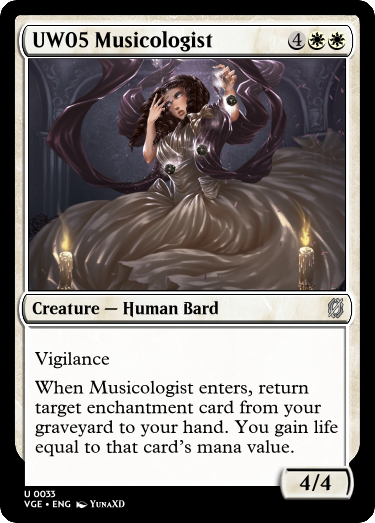 UW05 Musicologist 4
Creature — Human Bard
Vigilance
When Musicologist enters, return
target enchantment card from your
graveyard to your hand. You gain life
equal to that card's mana value.
4/4
U 0033
VGE • ENG YunaXD